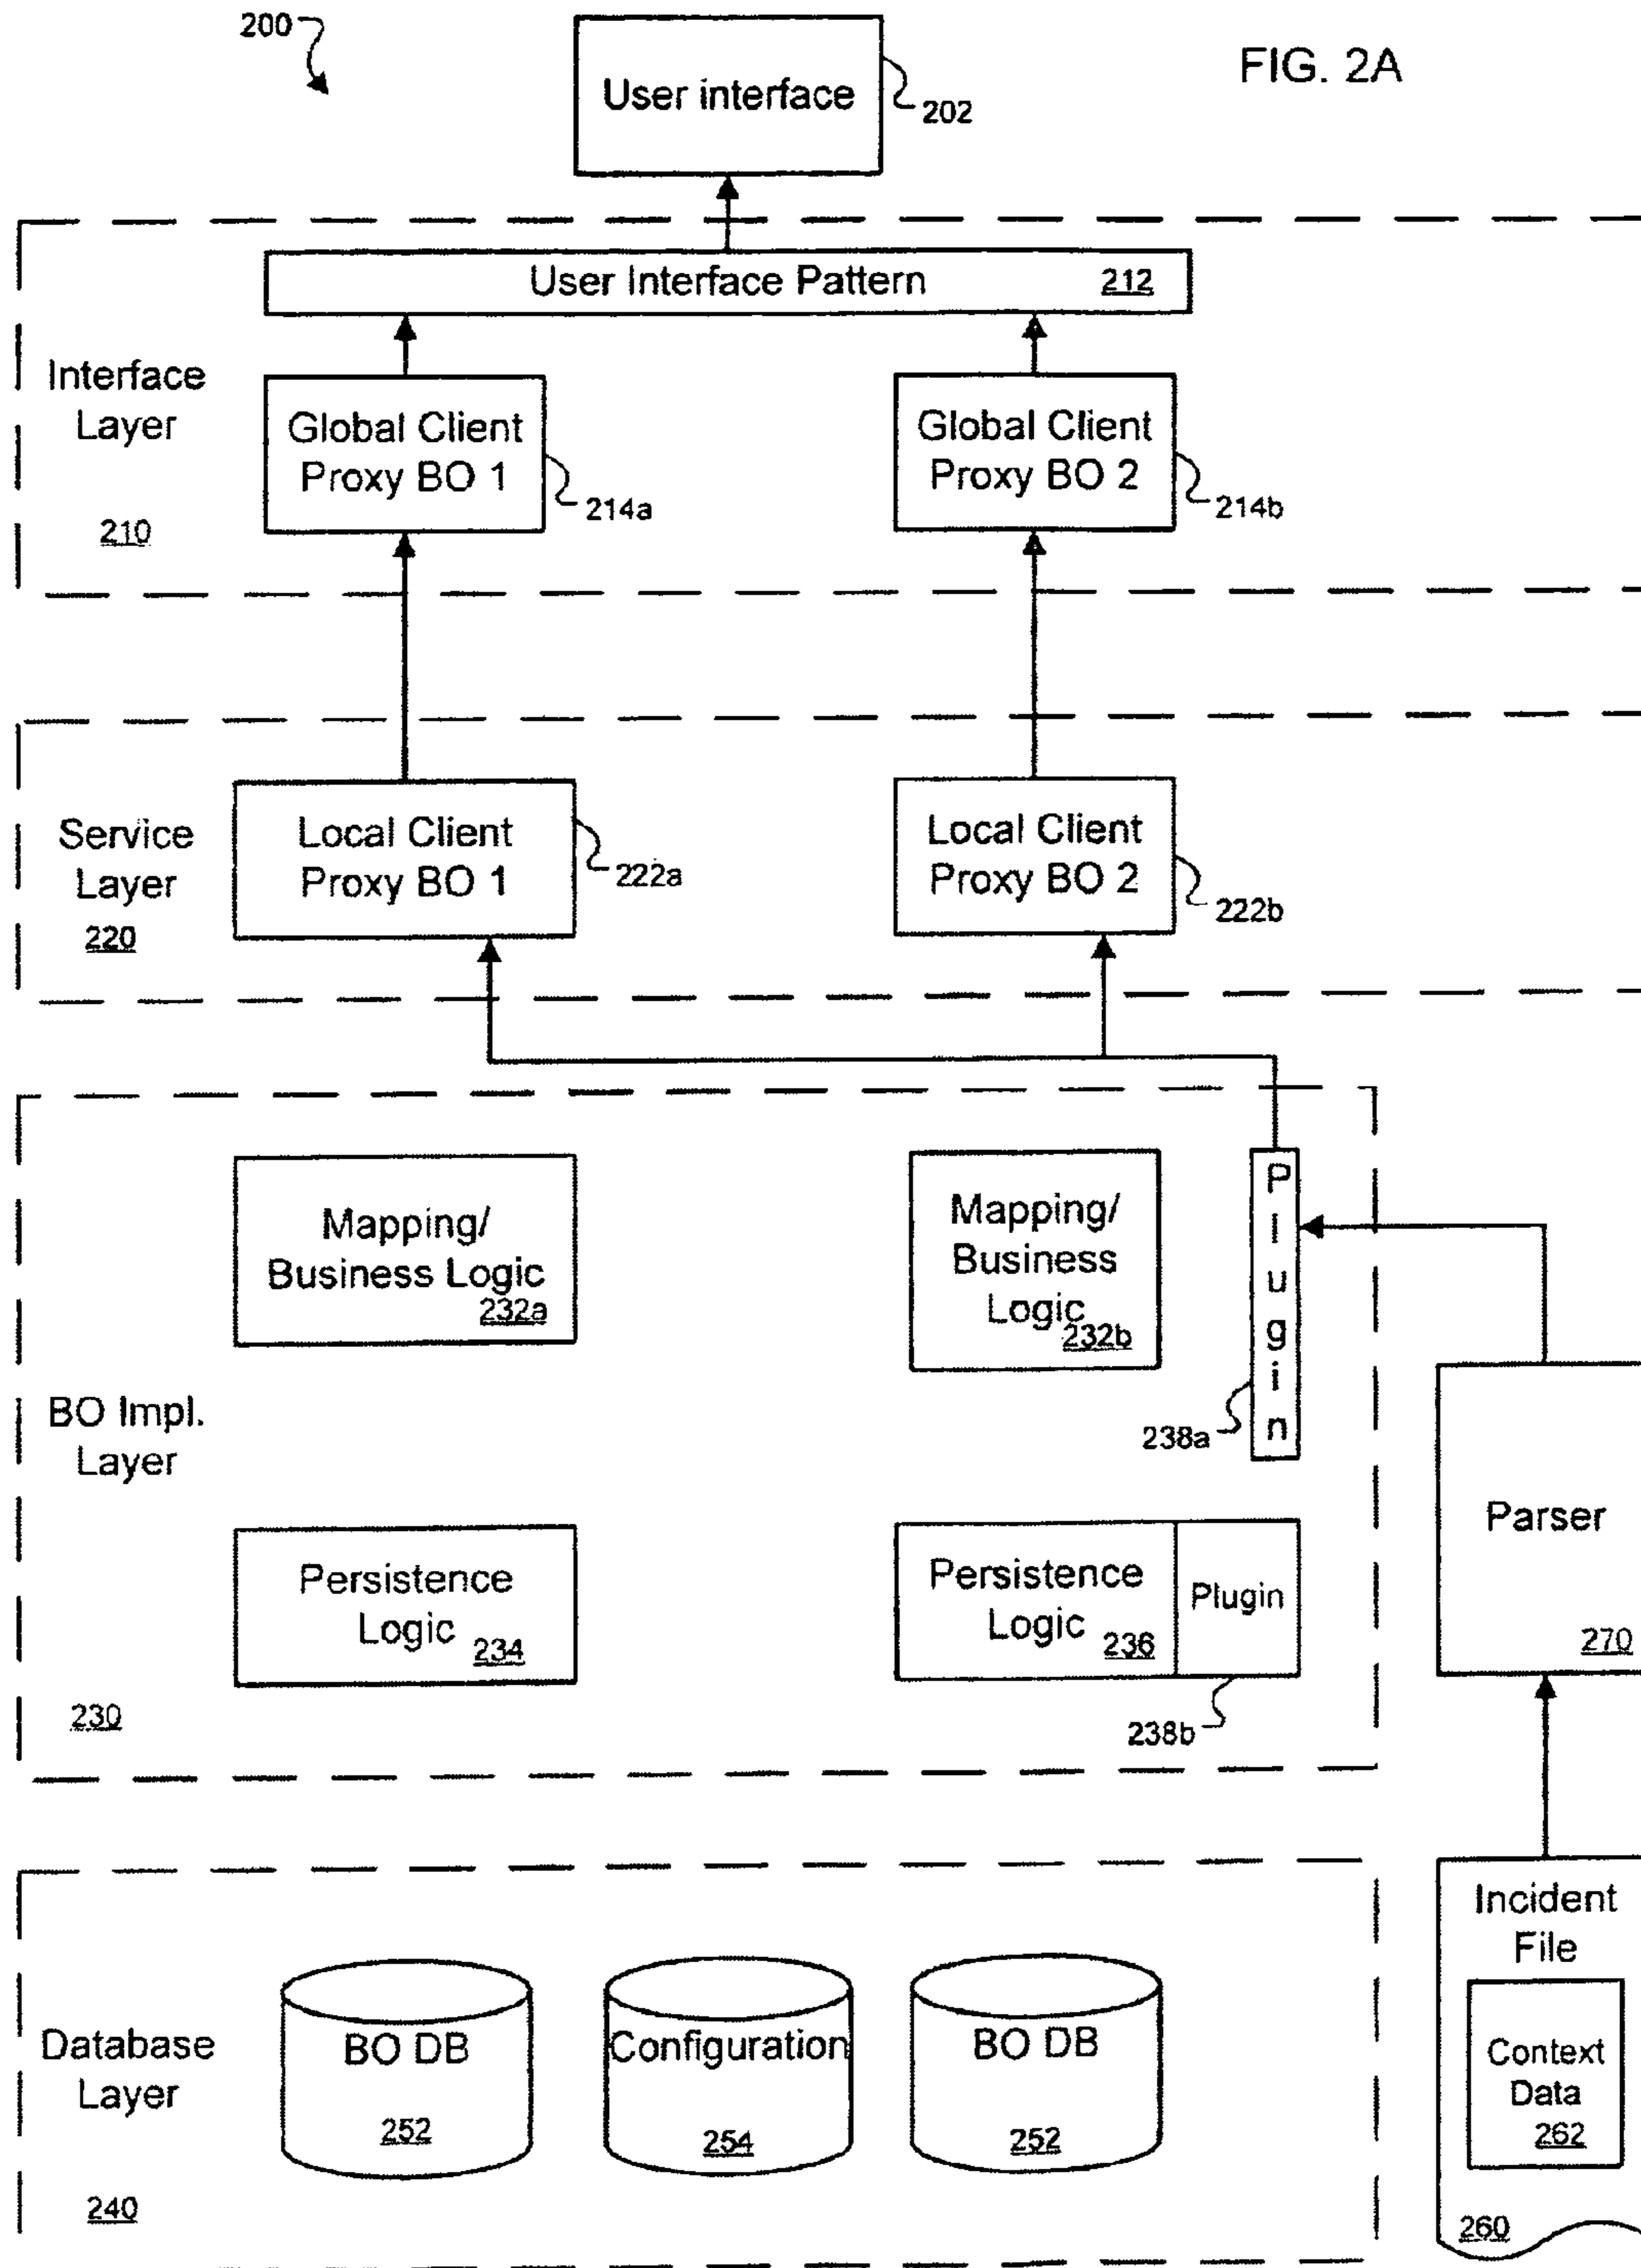 200
FIG. 2A
User interface
202
User Interface Pattern 212
Interface
Layer
210
Global Client
Proxy BO 1
214a
Global Client
Proxy BO 2
214b
Service
Layer
220
Local Client
Proxy BO 1
222a
Local Client
Proxy BO 2
222b
BO Impl.
Layer
230
Mapping/
Business Logic
232a
Mapping/
Business
Logic
232b
Plugin
238a
Persistence
Logic 234
Persistence
Logic 236
Plugin
238b
Parser
270
Database
Layer
240
BO DB
252
Configuration
254
BO DB
252
Incident
File
Context
Data
262
260